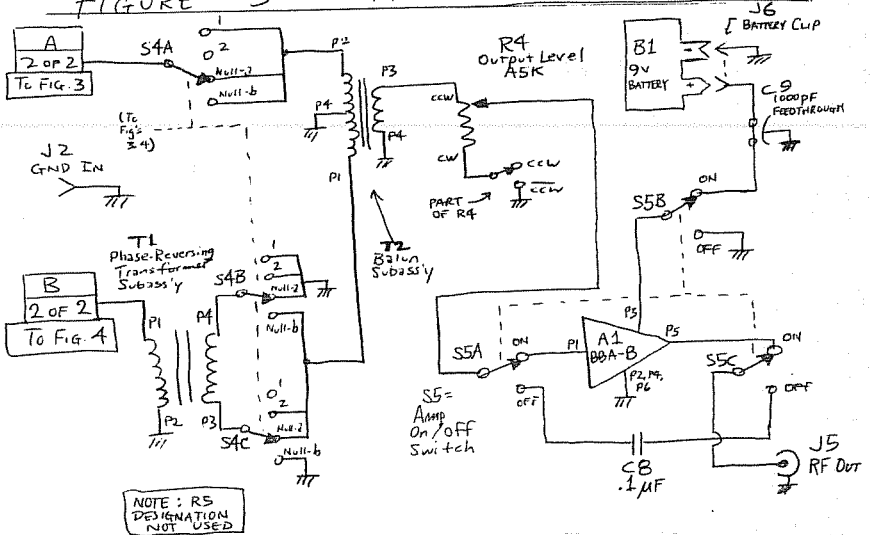 FIGURE 5
A
2 OF 2
To FIG. 3
S4A
1
2
Null-a
Null-b
(To Fig's
3 & 4)
J2
GND IN
P2
P4
P1
P3
P4
R4
Output Level
A5K
CCW
CW
CCW
CCW
PART
OF R4
T2
Balun
Subass'y
J6
BATTERY CLIP
B1
9V
BATTERY
-
+
C9
1000pF
FEEDTHROUGH
S5B
ON
OFF
T1
Phase-Reversing
Transformer
Subass'y
B
2 OF 2
To FIG. 4
P1
P2
P4
P3
S4B
1
2
Null-a
Null-b
S4C
1
2
Null-a
Null-b
S5A
ON
OFF
S5=
Amp
On/Off
Switch
P1
A1
BBA-B
P3
P5
P2, P4,
P6
S5C
ON
OFF
C8
.1µF
J5
RF OUT
NOTE: R5
DESIGNATION
NOT USED